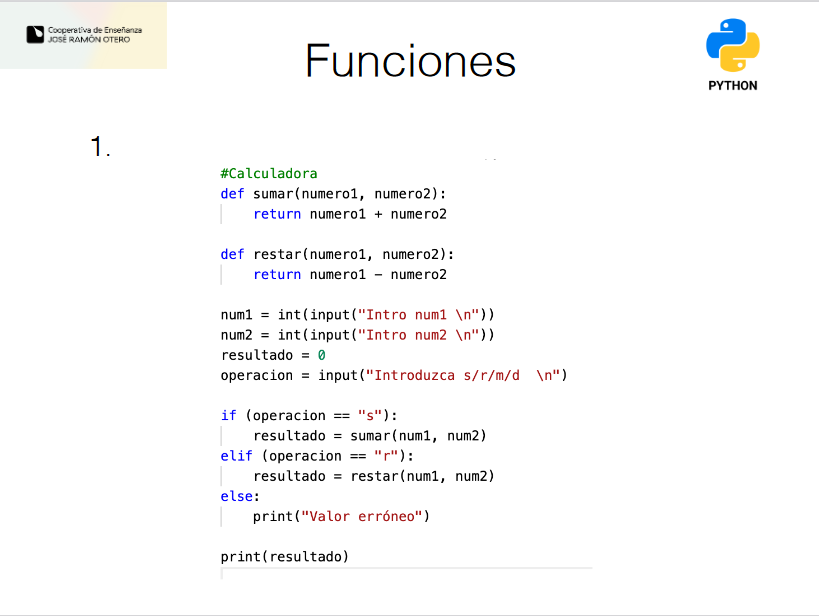 Cooperativa de Enseñanza
JOSÉ RAMÓN OTERO
Funciones
PYTHON
1.
#Calculadora
def sumar(numero1, numero2):
    return numero1 + numero2
def restar(numero1, numero2):
    return numero1 - numero2
num1 = int(input("Intro num1 \n"))
num2 = int(input("Intro num2 \n"))
resultado = 0
operacion = input("Introduzca s/r/m/d  \n")
if (operacion == "s"):
    resultado = sumar(num1, num2)
elif (operacion == "r"):
    resultado = restar(num1, num2)
else:
    print("Valor erróneo")
print(resultado)